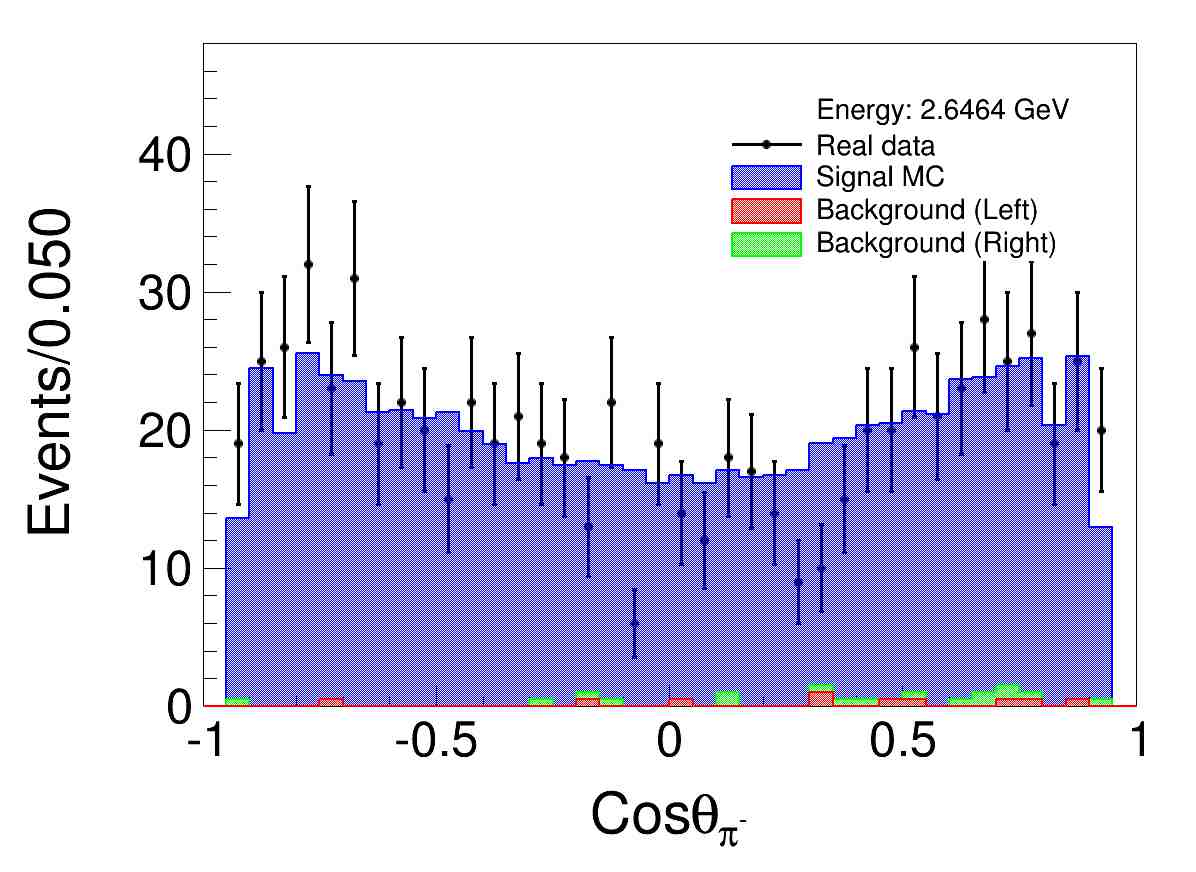 Energy: 2.6464 GeV
Real data
Signal MC
Background (Left)
Background (Right)
Events/0.050
40
30
20
10
0
-1
-0.5
0
0.5
1
Cosθπ-